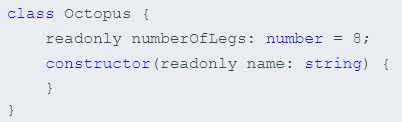 class Octopus {
    readonly numberOfLegs: number = 8;
    constructor(readonly name: string) {
    }
}